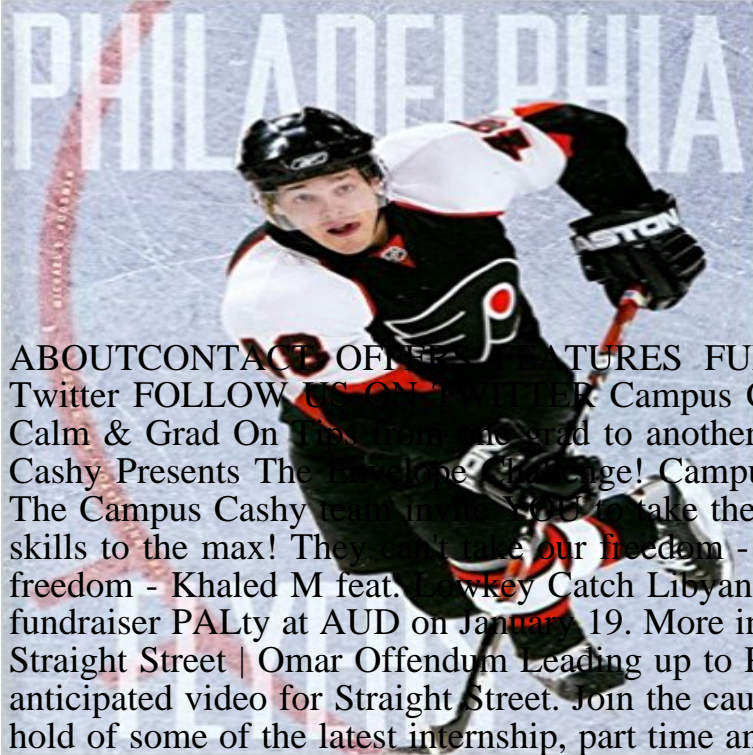 PHILADELPHIA
EASTON
48
ABOUTCONTACT OFFERS FEATURES FU
Twitter FOLLOW US ON TWITTER Campus C
Calm & Grad On Tips from one grad to another
Cashy Presents The Envelope Challenge! Campu
The Campus Cashy team invite YOU to take the
skills to the max! They can't take our freedom -
freedom - Khaled M feat. Lowkey Catch Libyan
fundraiser PALty at AUD on January 19. More in
Straight Street | Omar Offendum Leading up to
anticipated video for Straight Street. Join the cau
hold of some of the latest internship, part time an